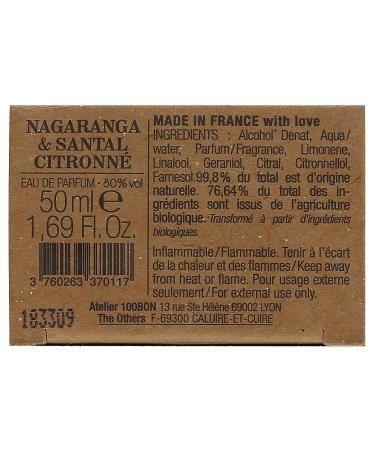 NAGARANGA
& SANTAL
CITRONNÉ
EAU DE PARFUM • 80% vol
50 ml e
1,69 Fl.Oz.
3 760263 370117
183309
MADE IN FRANCE with love
INGREDIENTS : Alcohol* Denat, Aqua/
water, Parfum/Fragrance, Limonene,
Linalool, Geraniol, Citral, Citronnellol,
Farnesol.99,8% du total est d'origine
naturelle. 76,64% du total des in-
grédients sont issus de l'agriculture
biologique.*Transformé à partir d'ingrédients
biologiques.
Inflammable/Flammable. Tenir à l'écart
de la chaleur et des flammes/Keep away
from heat or flame. Pour usage externe
seulement/For external use only.
Atelier 100BON 13 rue Ste Hélène 69002 LYON
The Others F-69300 CALUIRE-ET-CUIRE